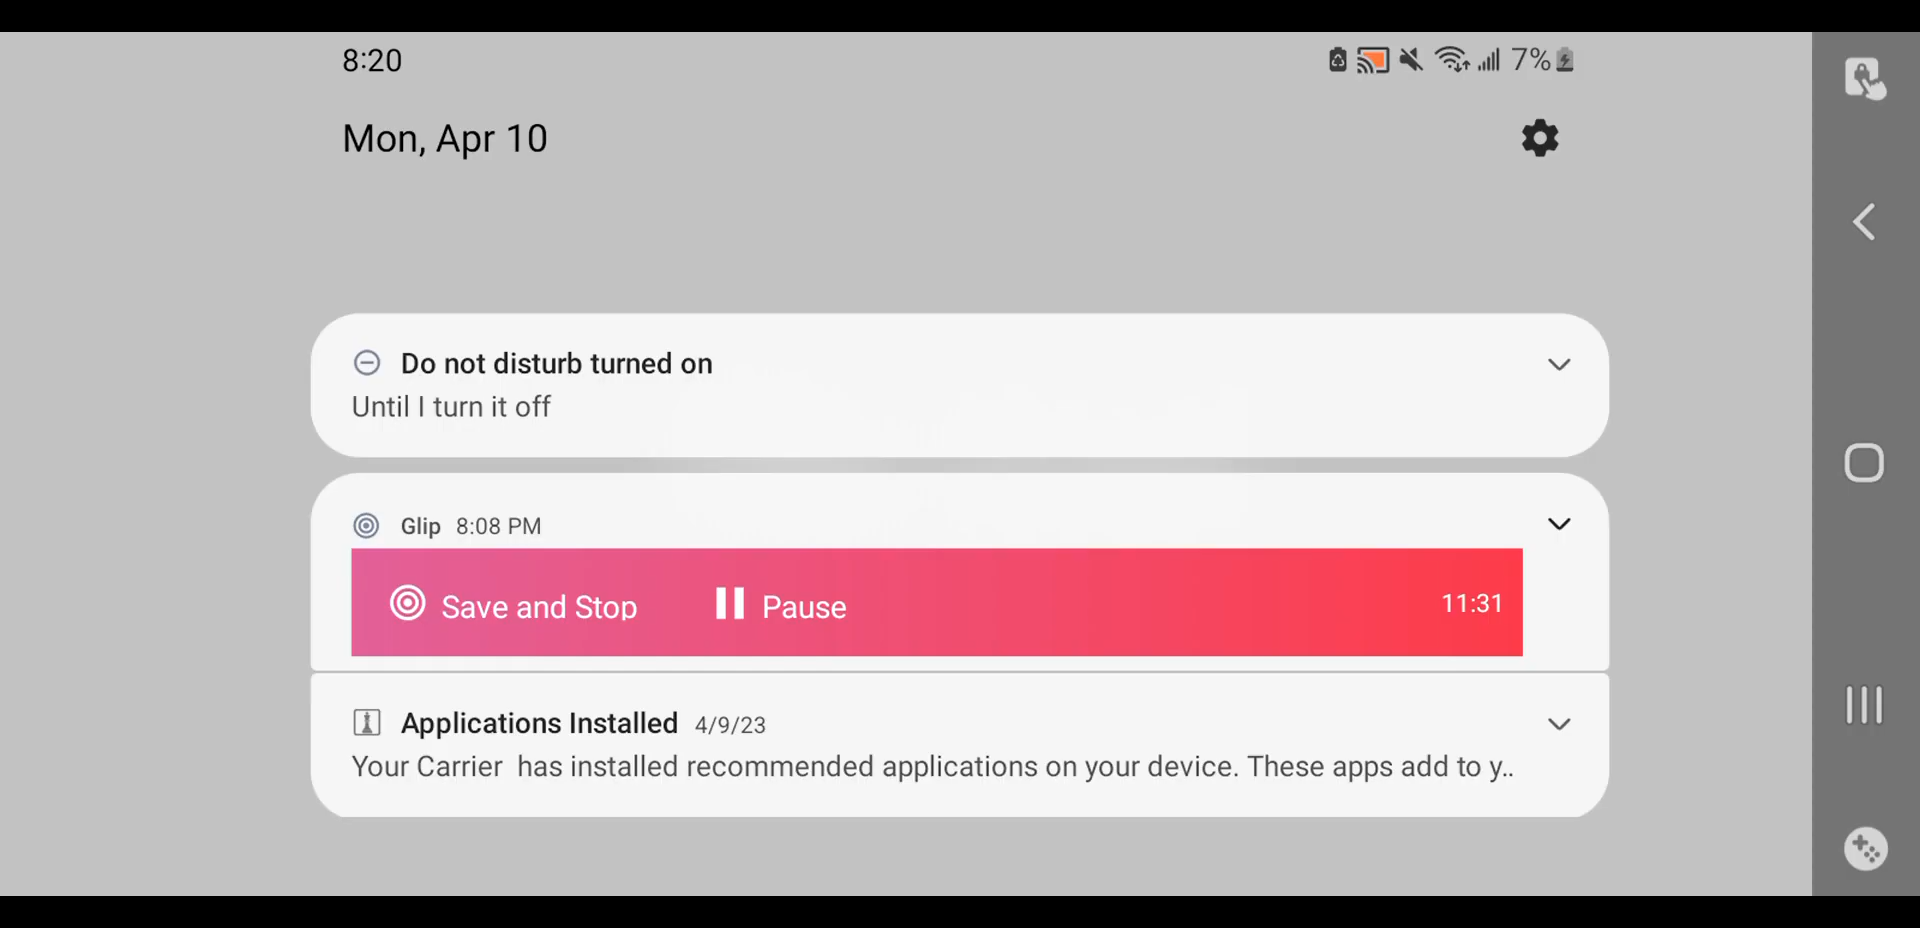 8:20
7%
Mon, Apr 10
Do not disturb turned on
Until I turn it off
Glip 8:08 PM
Save and Stop Pause 11:31
Applications Installed 4/9/23
Your Carrier has installed recommended applications on your device. These apps add to y..